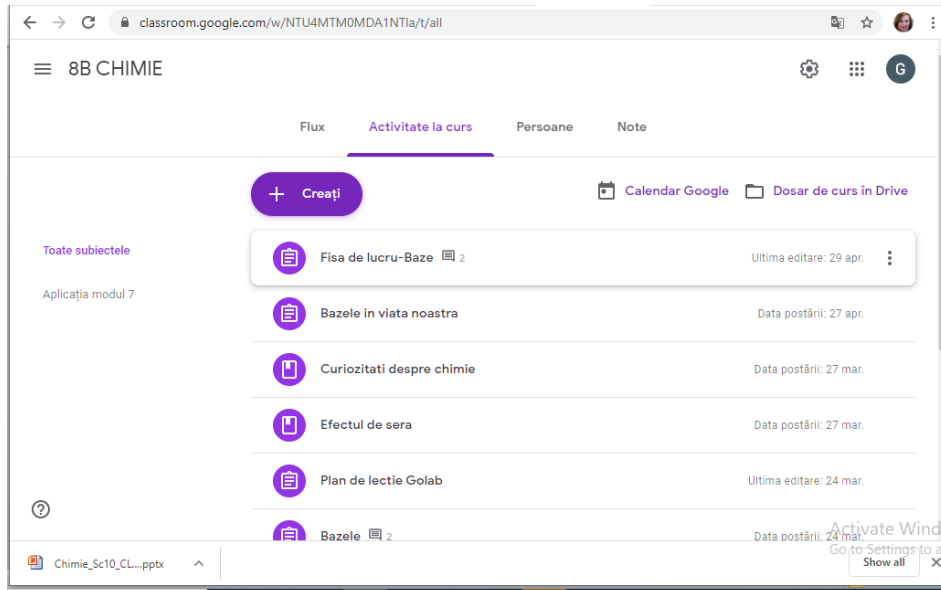 classroom.google.com/w/NTU4MTM0MDA1NTla/t/all
8B CHIMIE
G
Flux Activitate la curs Persoane Note
+ Creați
Calendar Google Dosar de curs în Drive
Toate subiectele
Aplicația modul 7
Fisa de lucru-Baze 2 Ultima editare: 29 apr.
Bazele in viata noastra Data postării: 27 apr.
Curiozitati despre chimie Data postării: 27 mar.
Efectul de sera Data postării: 27 mar.
Plan de lectie Golab Ultima editare: 24 mar.
Bazele 2 Data postării: 24 mar.
Activate Wind
Go to Settings to a
Chimie_Sc10_CL....pptx Show all